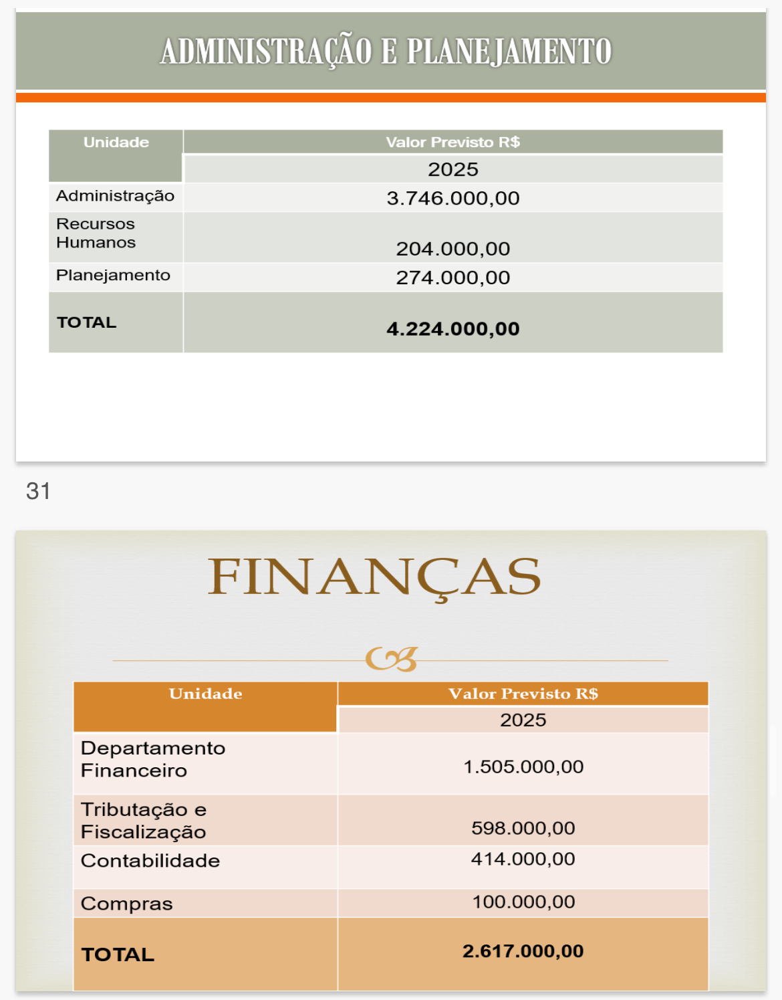 ADMINISTRAÇÃO E PLANEJAMENTO
Unidade
Valor Previsto R$
2025
Administração
3.746.000,00
Recursos
Humanos
204.000,00
Planejamento
274.000,00
TOTAL
4.224.000,00
31
FINANÇAS
Unidade
Valor Previsto R$
2025
Departamento
Financeiro
1.505.000,00
Tributação e
Fiscalização
598.000,00
Contabilidade
414.000,00
Compras
100.000,00
TOTAL
2.617.000,00